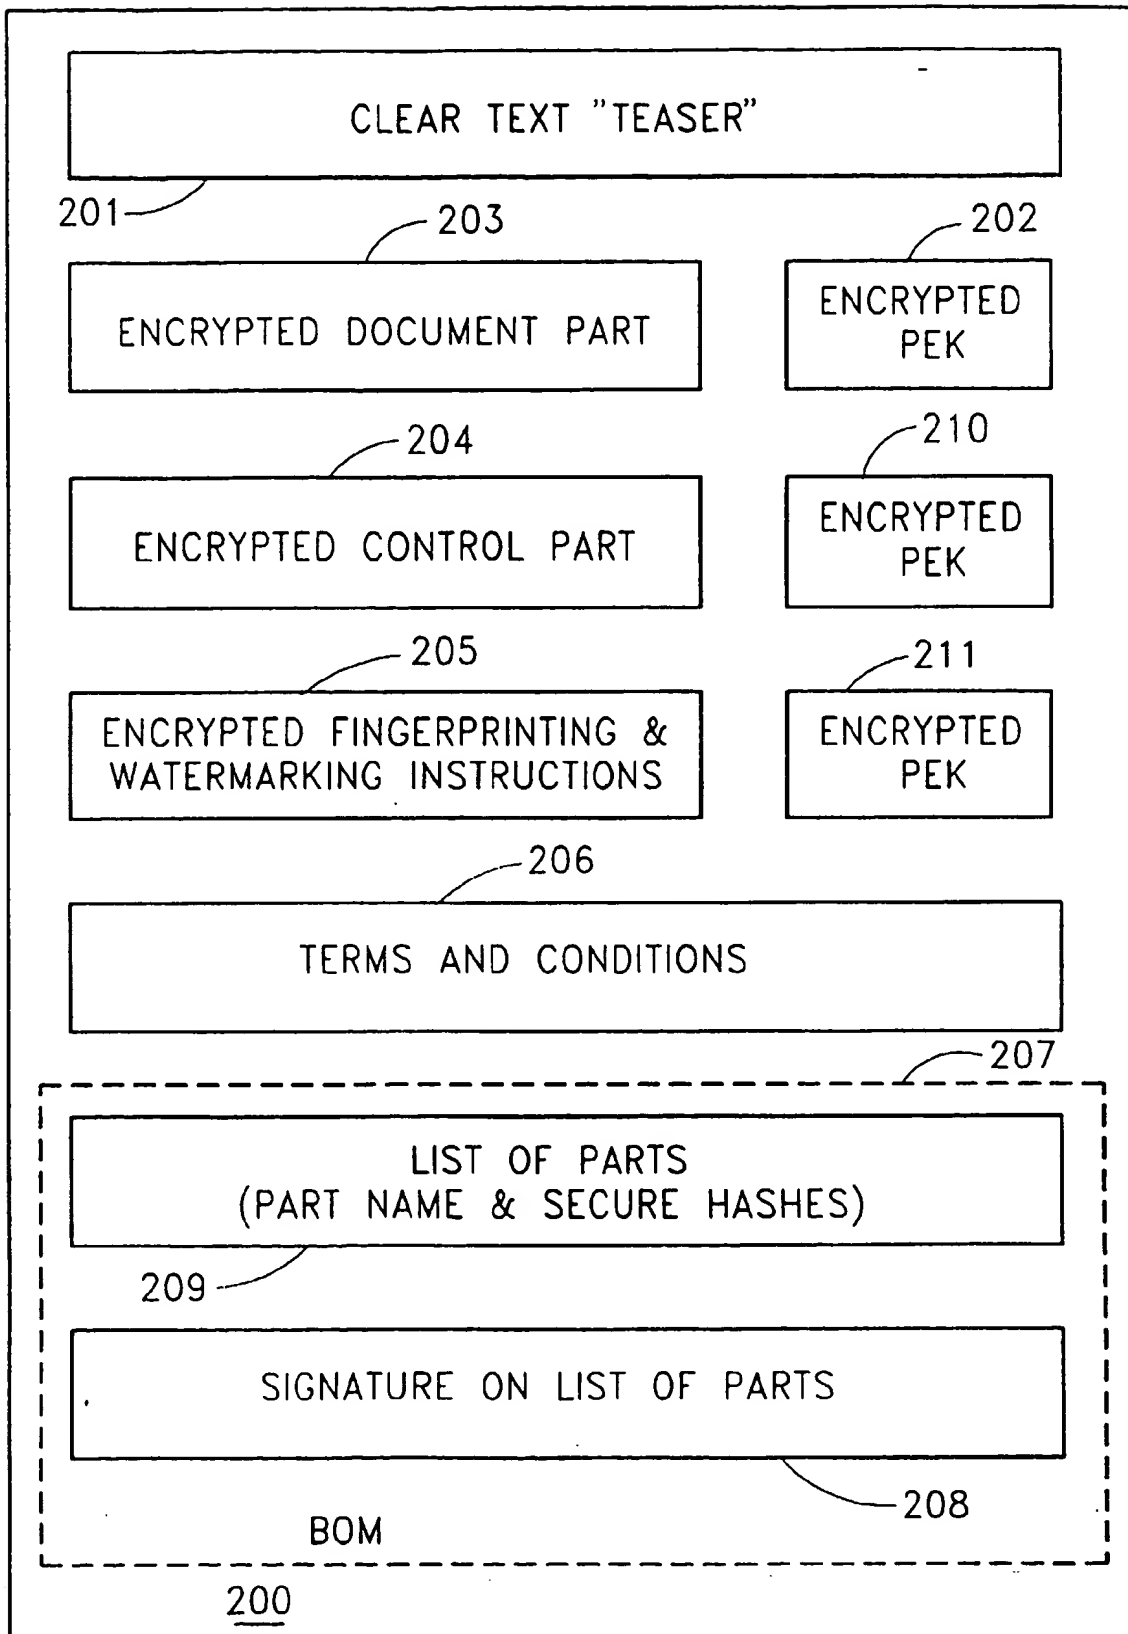 CLEAR TEXT "TEASER"
201
203
202
ENCRYPTED DOCUMENT PART
ENCRYPTED
PEK
204
210
ENCRYPTED CONTROL PART
ENCRYPTED
PEK
205
211
ENCRYPTED FINGERPRINTING &
WATERMARKING INSTRUCTIONS
ENCRYPTED
PEK
206
TERMS AND CONDITIONS
207
LIST OF PARTS
(PART NAME & SECURE HASHES)
209
SIGNATURE ON LIST OF PARTS
208
BOM
200